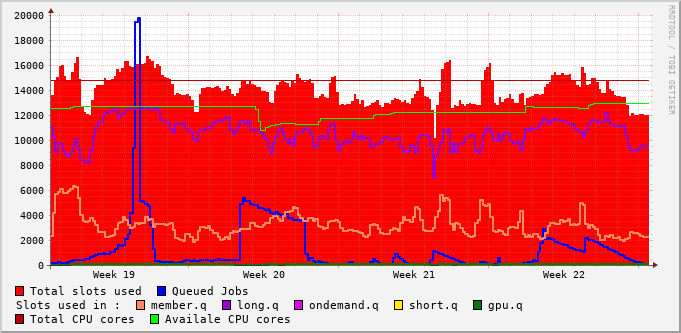 RRDTOOL / TOBI OETIKER
20000
18000
16000
14000
12000
10000
8000
6000
4000
2000
0
Week 19 Week 20 Week 21 Week 22
Total slots used Queued Jobs
Slots used in : member.q long.q ondemand.q short.q gpu.q
Total CPU cores Availale CPU cores